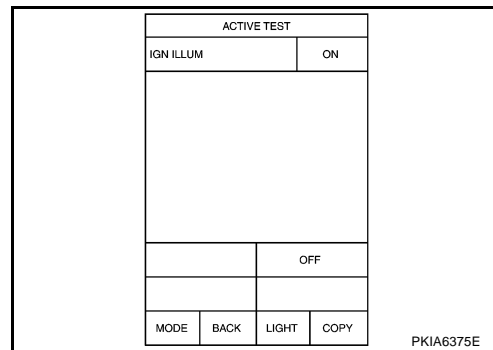 ACTIVE TEST
IGN ILLUM ON
OFF
MODE BACK LIGHT COPY
PKIA6375E